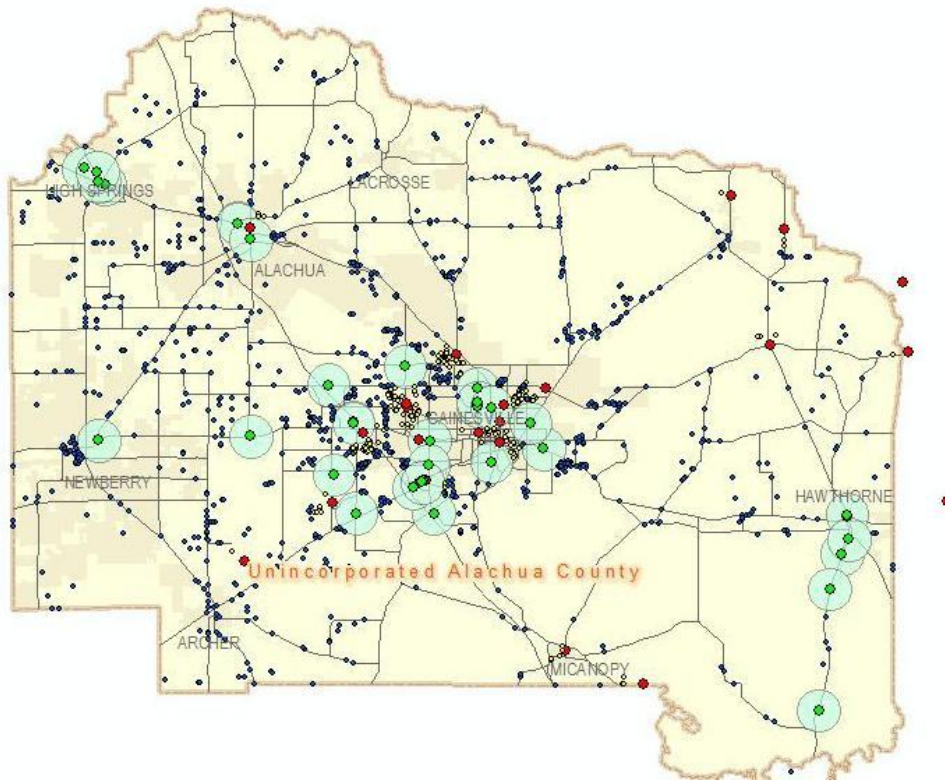 LACROSSE
HIGH SPRINGS
ALACHUA
GAINESVILLE
NEWBERRY
HAWTHORNE
Unincorporated Alachua County
ARCHER
MICANOPY